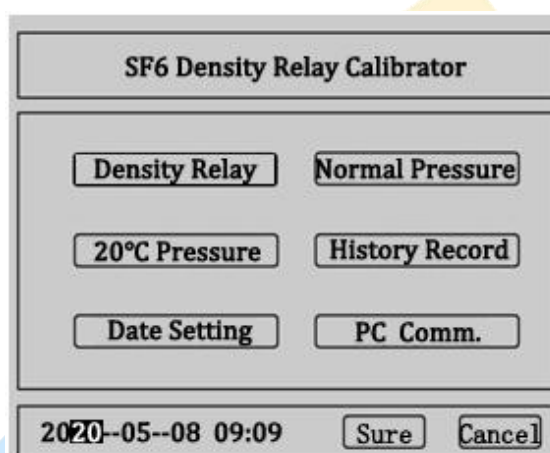 SF6 Density Relay Calibrator
Density Relay Normal Pressure
20°C Pressure History Record
Date Setting PC Comm.
2020--05--08 09:09 Sure Cancel